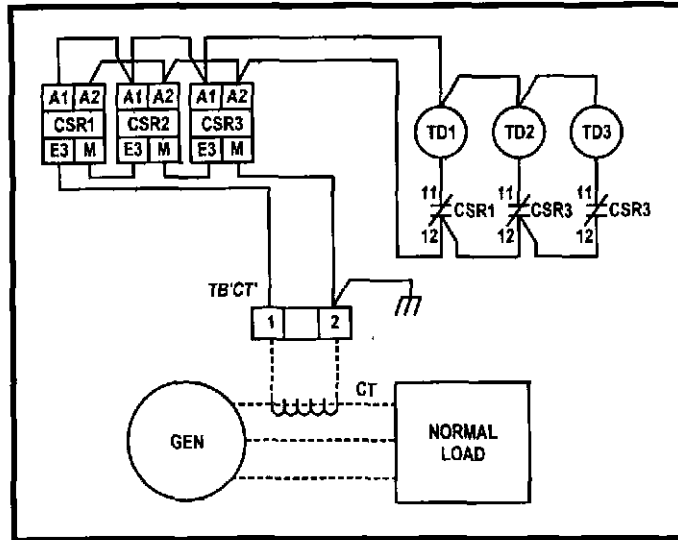 A1 A2 A1 A2 A1 A2
CSR1 CSR2 CSR3
E3 M E3 M E3 M
TD1 TD2 TD3
11 11 11
CSR1 CSR3 CSR3
12 12 12
TB'CT'
1 2
CT
GEN
NORMAL
LOAD